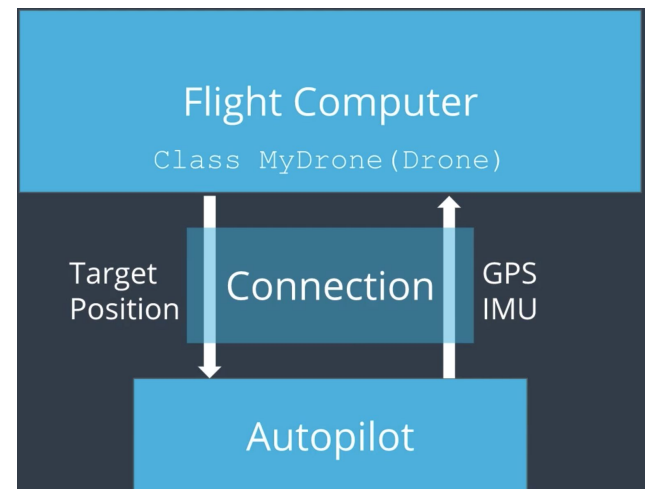 Flight Computer
Class MyDrone(Drone)
Target
Position
Connection
GPS
IMU
Autopilot